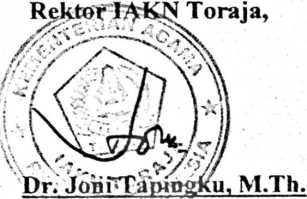 Rektor IAKN Toraja,
KEMENTERIAN AGAMA
Dr. Joni Tapingku, M.Th.